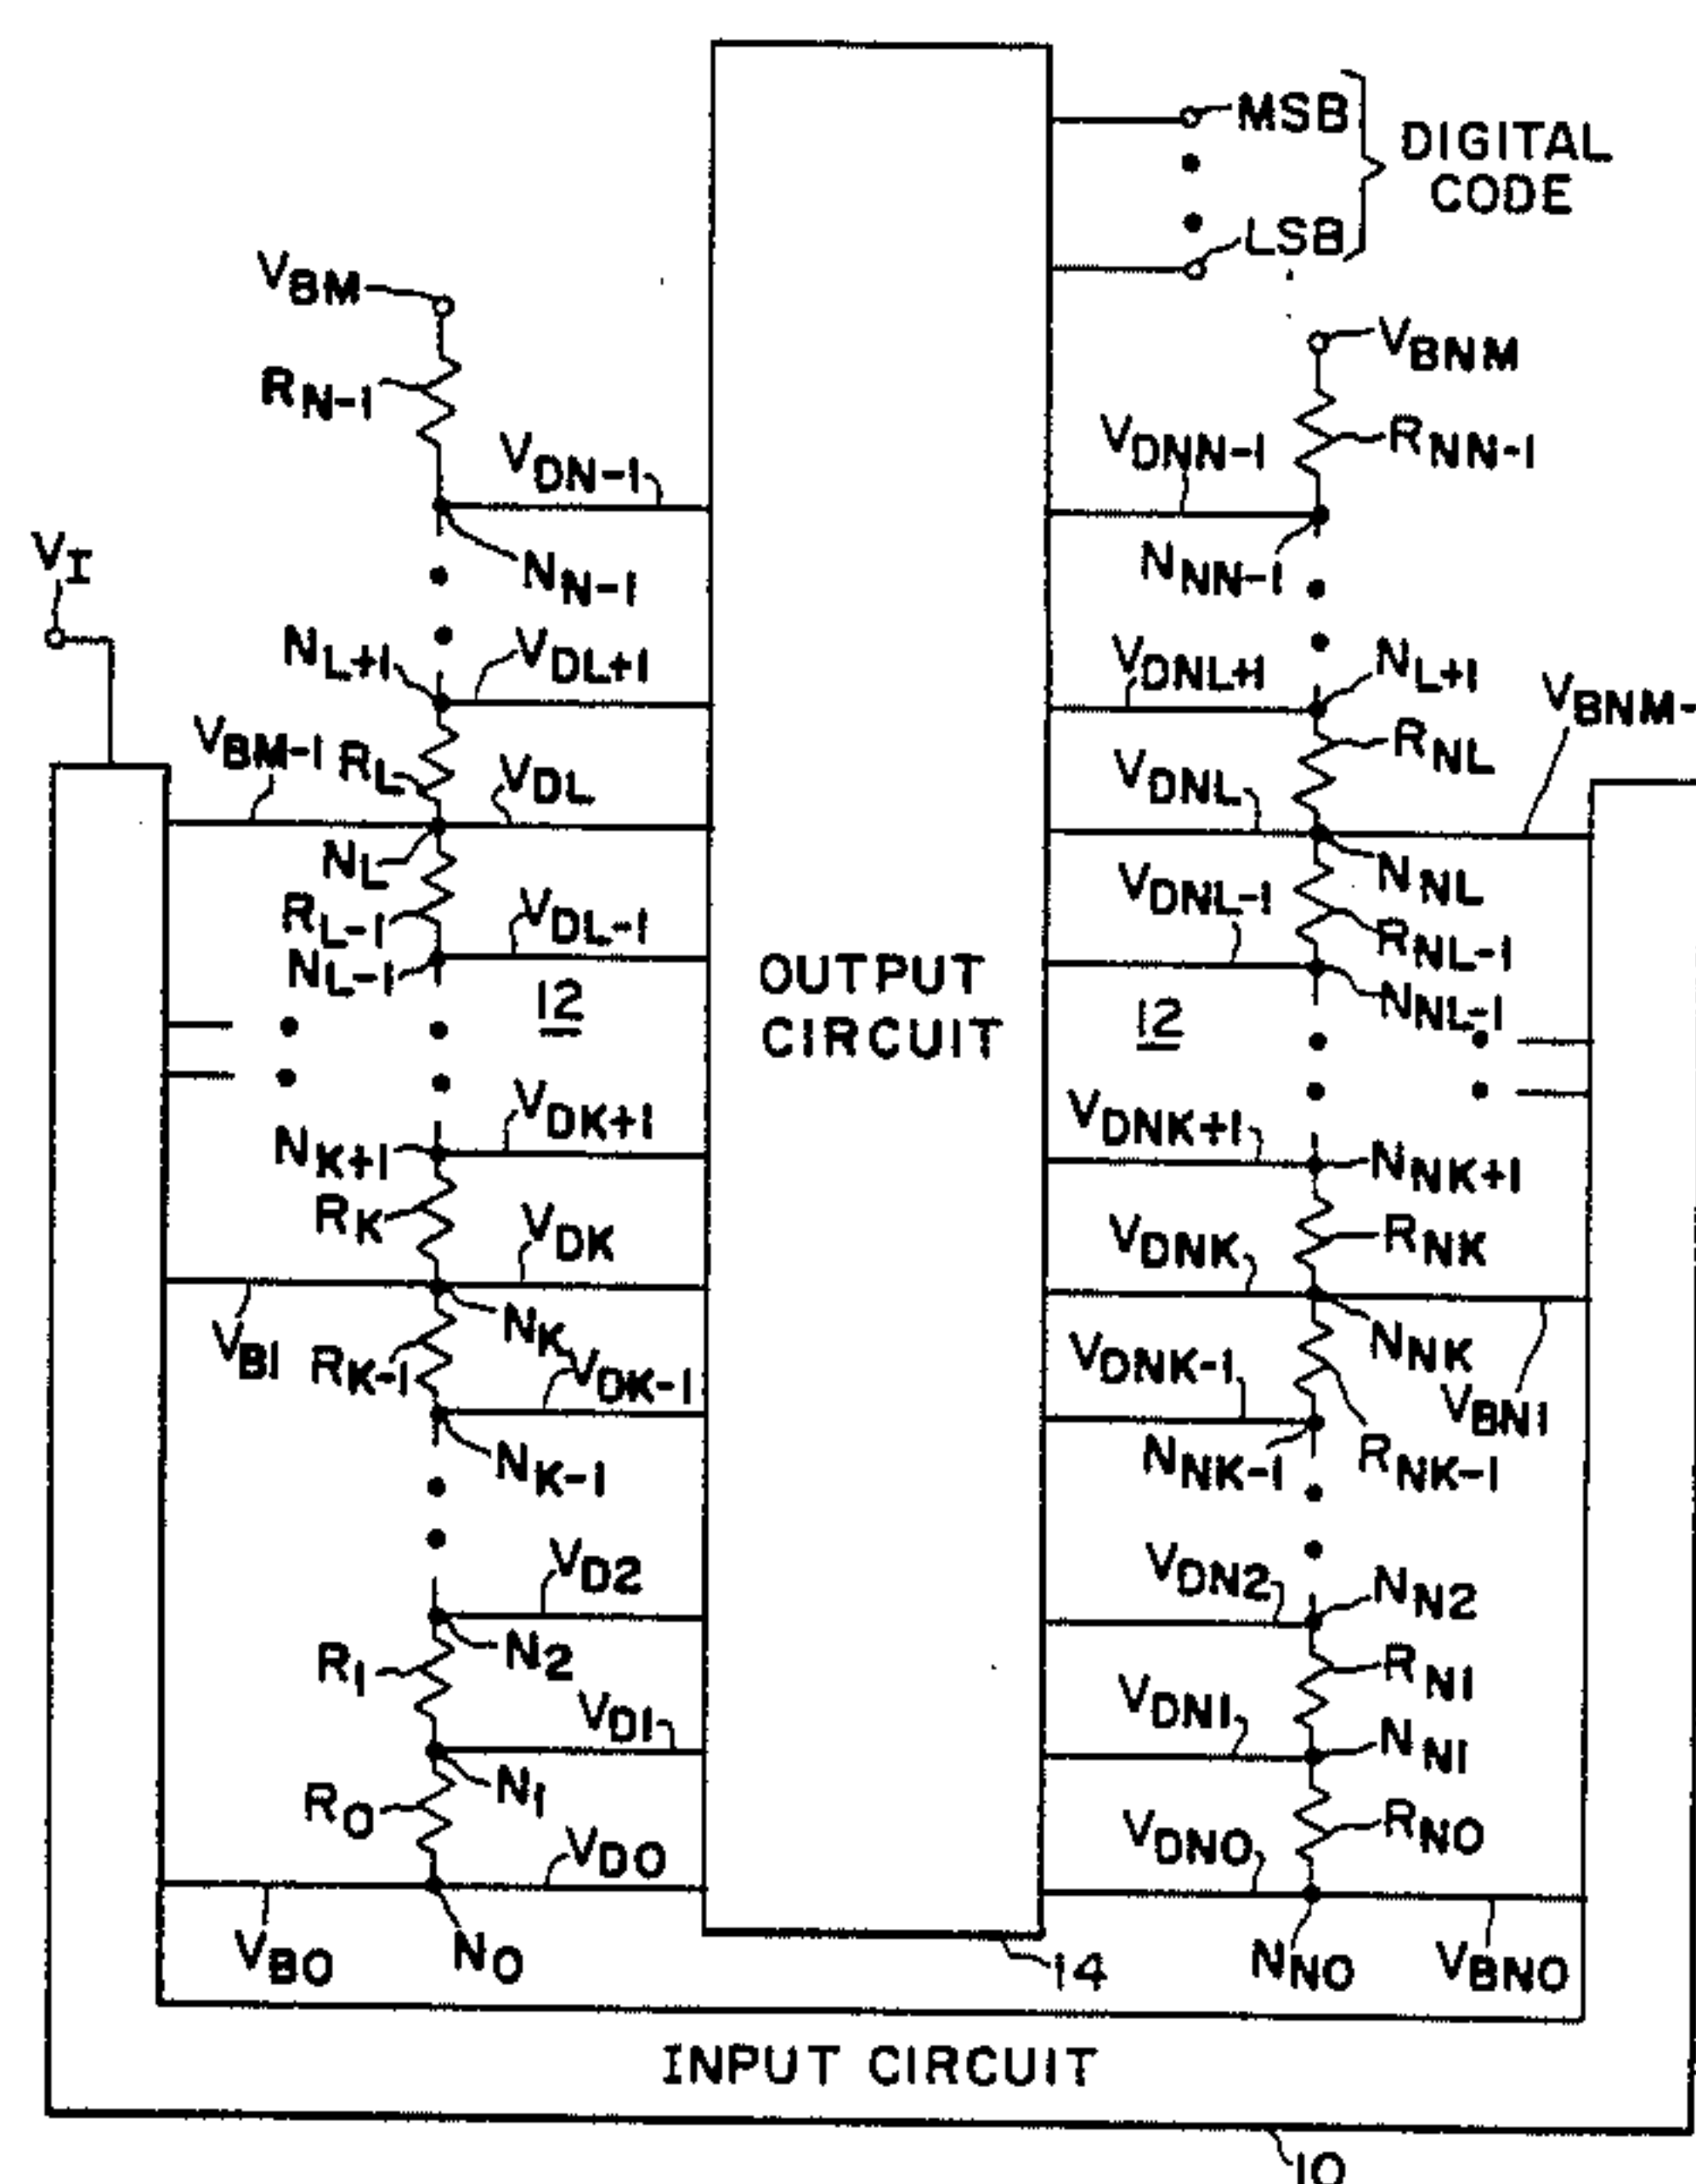 MSB
DIGITAL
CODE
LSB
VBM
VBNM
RN-1
RNN-1
VDN-1
VDNN-1
VI
NN-1
NNN-1
NL+1
VDL+1
VDNL+1
NL+1
VBM-1
RL
VDL
VDNL
RNL
VBNM-
NL
NNL
RL-1
VDL-1
VDNL-1
RNL-1
NL-1
NNL-1
12
OUTPUT
CIRCUIT
12
NK+1
VDK+1
VDNK+1
NNK+1
RK
VDK
VDNK
RNK
VB1
NK
NNK
RK-1
VDK-1
VDNK-1
VBN1
NK-1
NNK-1
RNK-1
VD2
VDN2
NN2
R1
N2
RN1
VD1
VDN1
NN1
R0
N1
RN0
VD0
VDN0
VB0
N0
14
NN0
VBN0
INPUT CIRCUIT
10